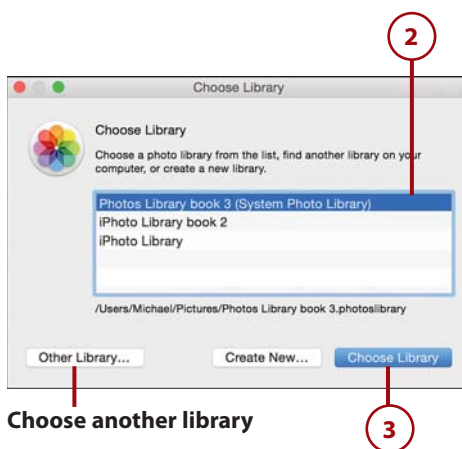 2
Choose Library
Choose Library
Choose a photo library from the list, find another library on your
computer, or create a new library.
Photos Library book 3 (System Photo Library)
iPhoto Library book 2
iPhoto Library
/Users/Michael/Pictures/Photos Library book 3.photoslibrary
Other Library... Create New... Choose Library
Choose another library
3